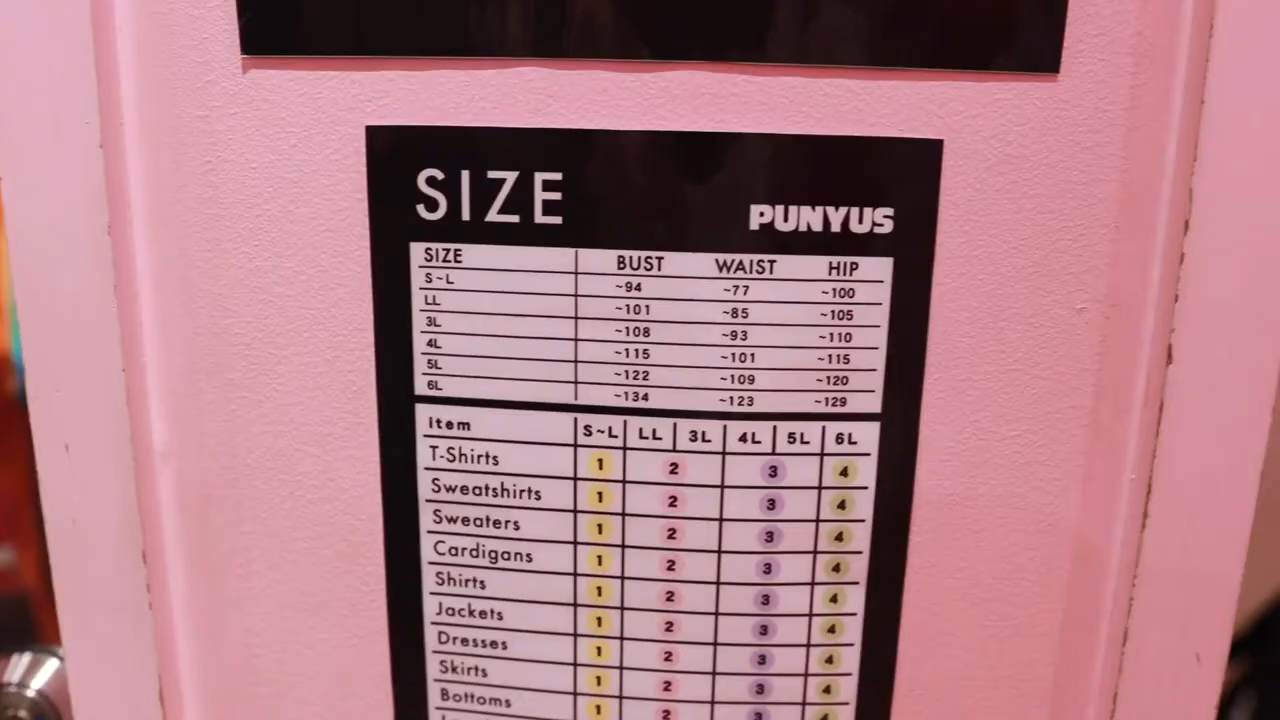 SIZE
PUNYUS
SIZE BUST WAIST HIP
S~L ~94 ~77 ~100
LL ~101 ~85 ~105
3L ~108 ~93 ~110
4L ~115 ~101 ~115
5L ~122 ~109 ~120
6L ~134 ~123 ~129
Item S~L LL 3L 4L 5L 6L
T-Shirts 1 2 3 4
Sweatshirts 1 2 3 4
Sweaters 1 2 3 4
Cardigans 1 2 3 4
Shirts 1 2 3 4
Jackets 1 2 3 4
Dresses 1 2 3 4
Skirts 1 2 3 4
Bottoms 1 2 3 4